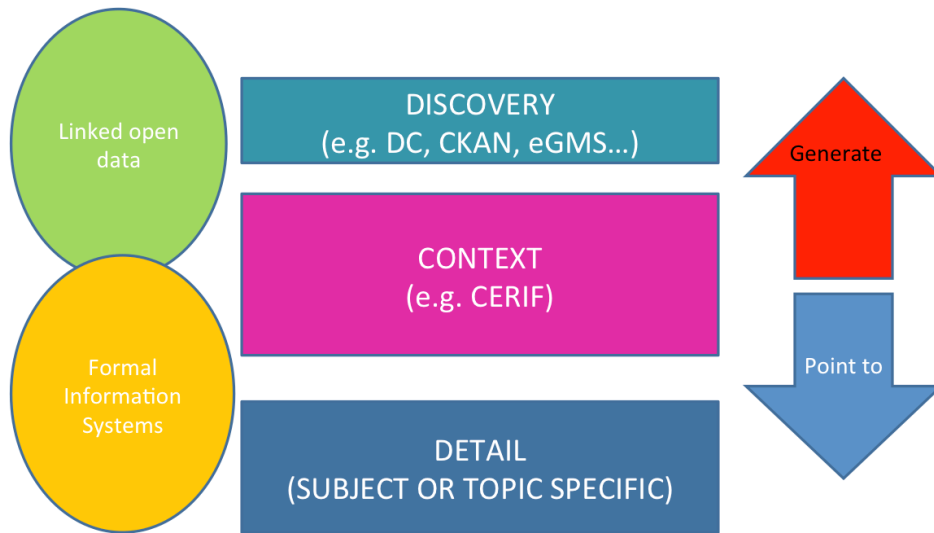 Linked open
data
DISCOVERY
(e.g. DC, CKAN, eGMS...)
Generate
CONTEXT
(e.g. CERIF)
Formal
Information
Systems
Point to
DETAIL
(SUBJECT OR TOPIC SPECIFIC)